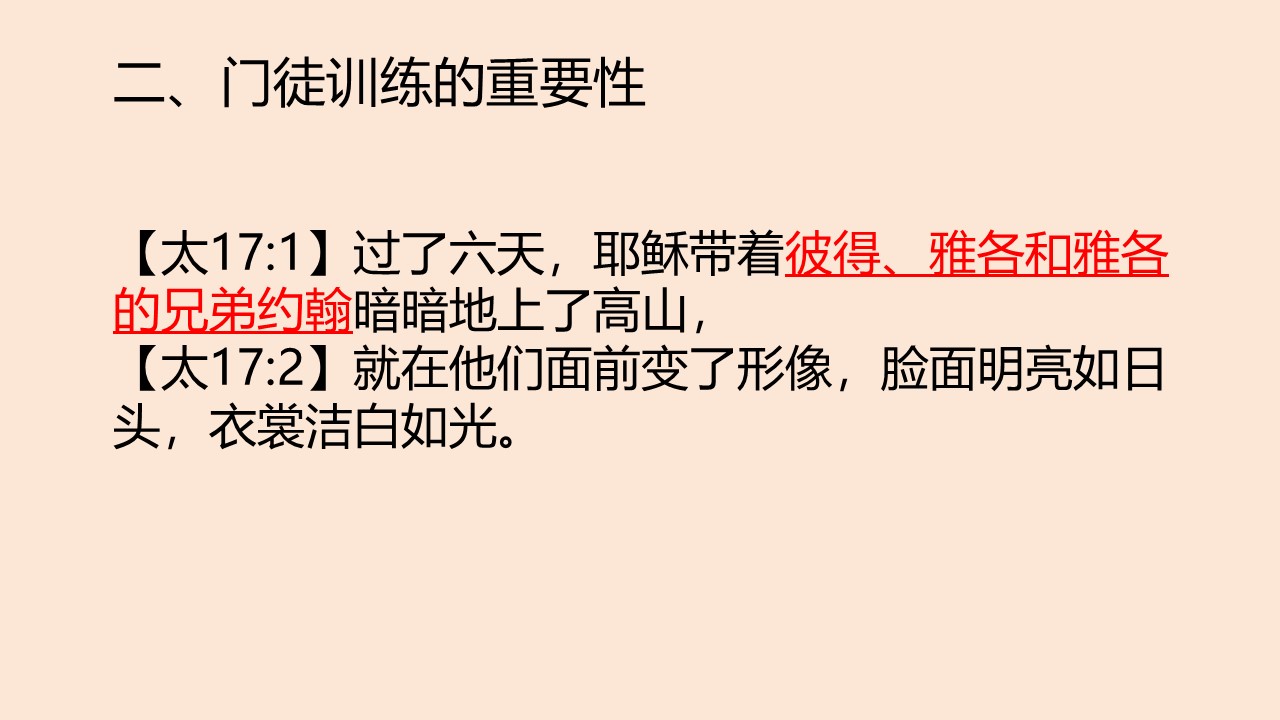 二、门徒训练的重要性
【太17:1】过了六天，耶稣带着彼得、雅各和雅各
的兄弟约翰暗暗地上了高山，
【太17:2】就在他们面前变了形像，脸面明亮如日
头，衣裳洁白如光。